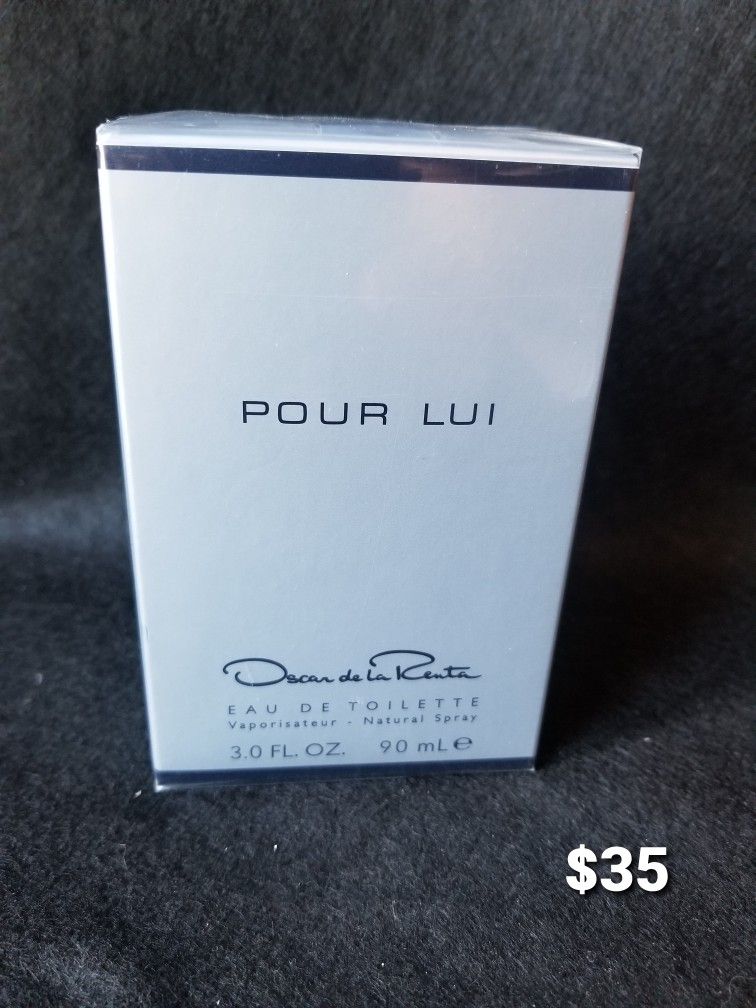 POUR LUI
Oscar de la Renta
EAU DE TOILETTE
Vaporisateur - Natural Spray
3.0 FL. OZ. 90 mL ℮
$35